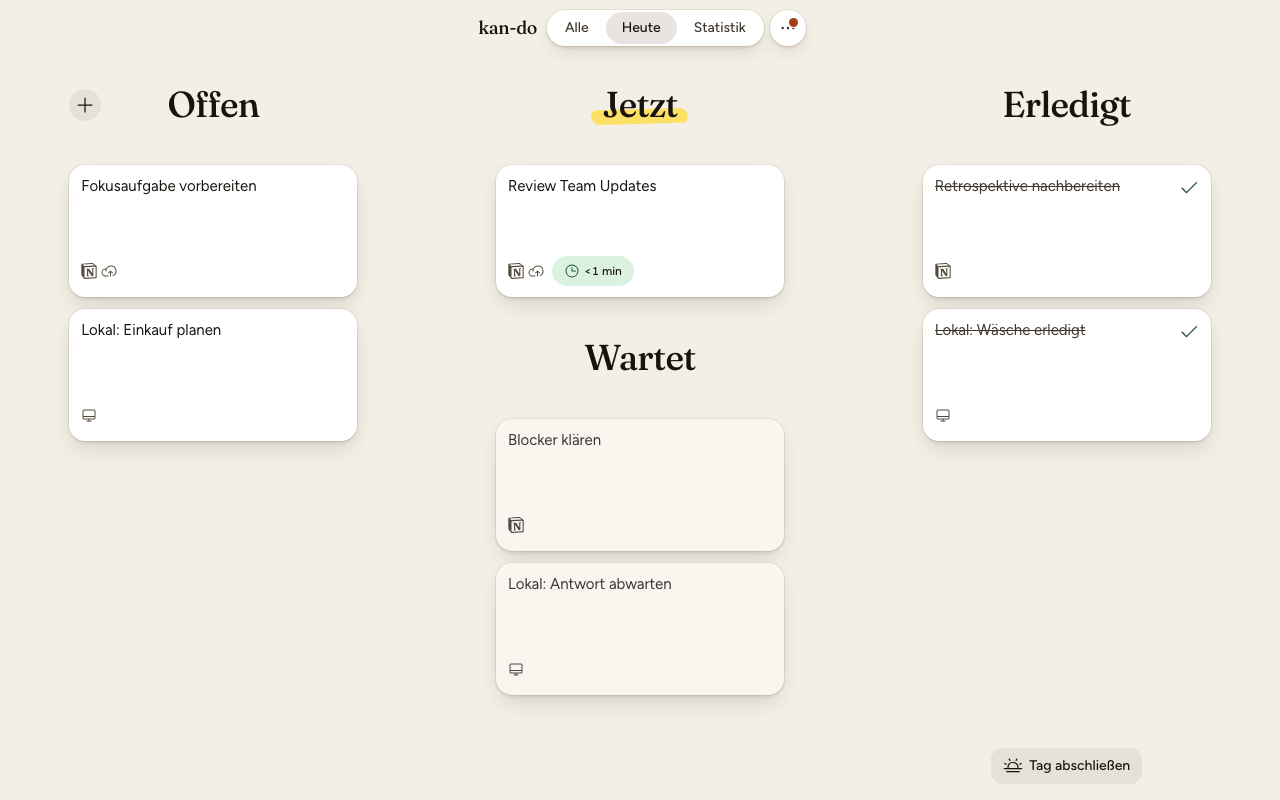 kan-do
Alle
Heute
Statistik
Offen
Fokusaufgabe vorbereiten
Lokal: Einkauf planen
Jetzt
Review Team Updates
<1 min
Wartet
Blocker klären
Lokal: Antwort abwarten
Erledigt
Retrospektive nachbereiten
Lokal: Wäsche erledigt
Tag abschließen